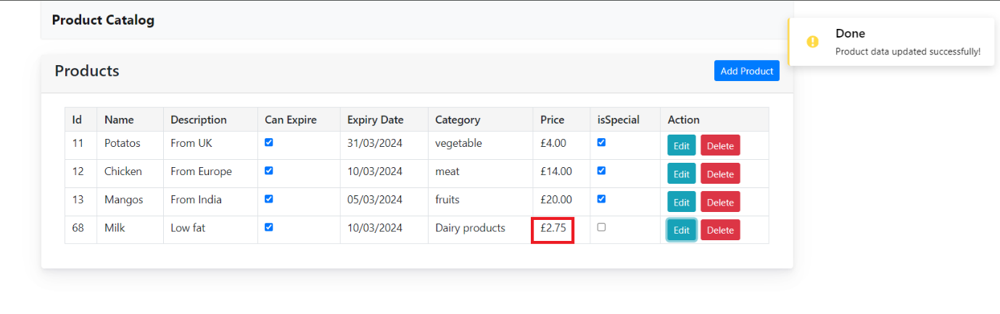 Product Catalog
Done
Product data updated successfully!
Products
Add Product
Id Name Description Can Expire Expiry Date Category Price isSpecial Action
11 Potatos From UK 31/03/2024 vegetable £4.00 Edit Delete
12 Chicken From Europe 10/03/2024 meat £14.00 Edit Delete
13 Mangos From India 05/03/2024 fruits £20.00 Edit Delete
68 Milk Low fat 10/03/2024 Dairy products £2.75 Edit Delete